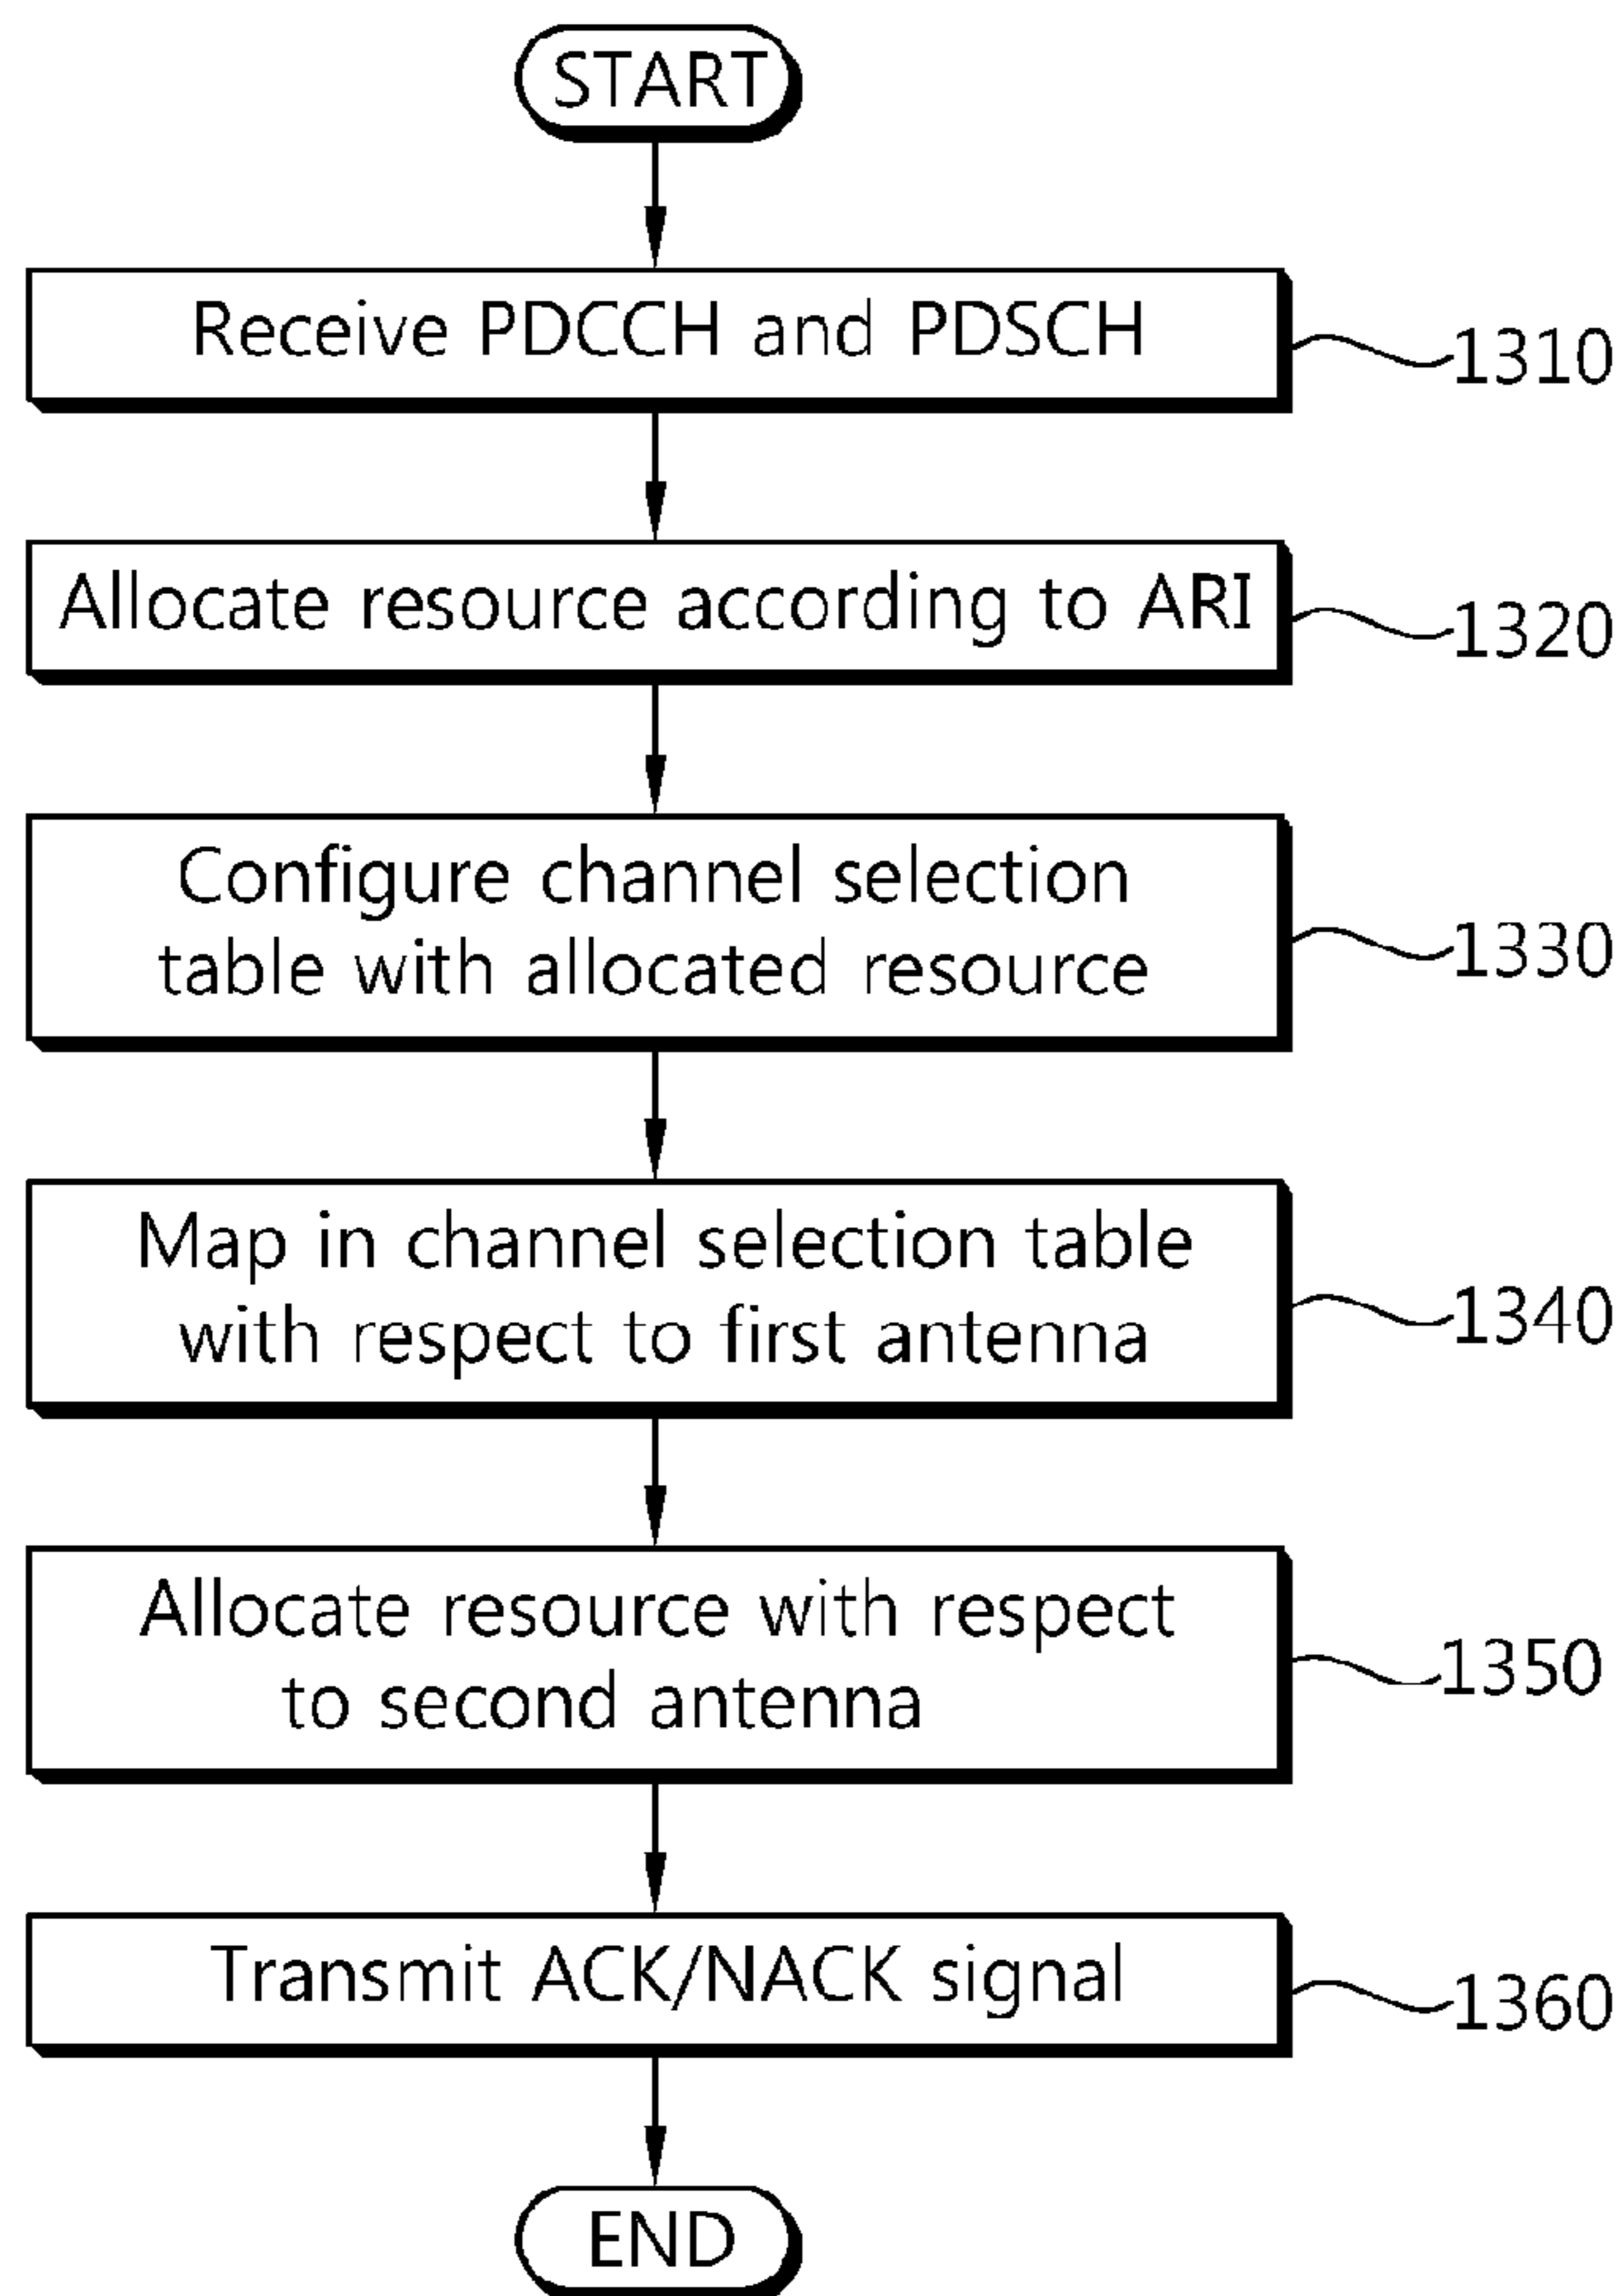 START
Receive PDCCH and PDSCH
1310
Allocate resource according to ARI
1320
Configure channel selection
table with allocated resource
1330
Map in channel selection table
with respect to first antenna
1340
Allocate resource with respect
to second antenna
1350
Transmit ACK/NACK signal
1360
END